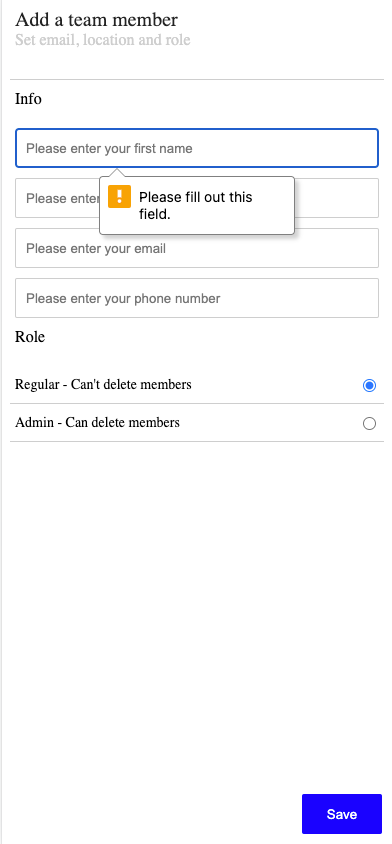 Add a team member
Set email, location and role
Info
Please enter your first name
Please enter
Please fill out this
field.
Please enter your email
Please enter your phone number
Role
Regular - Can't delete members
Admin - Can delete members
Save